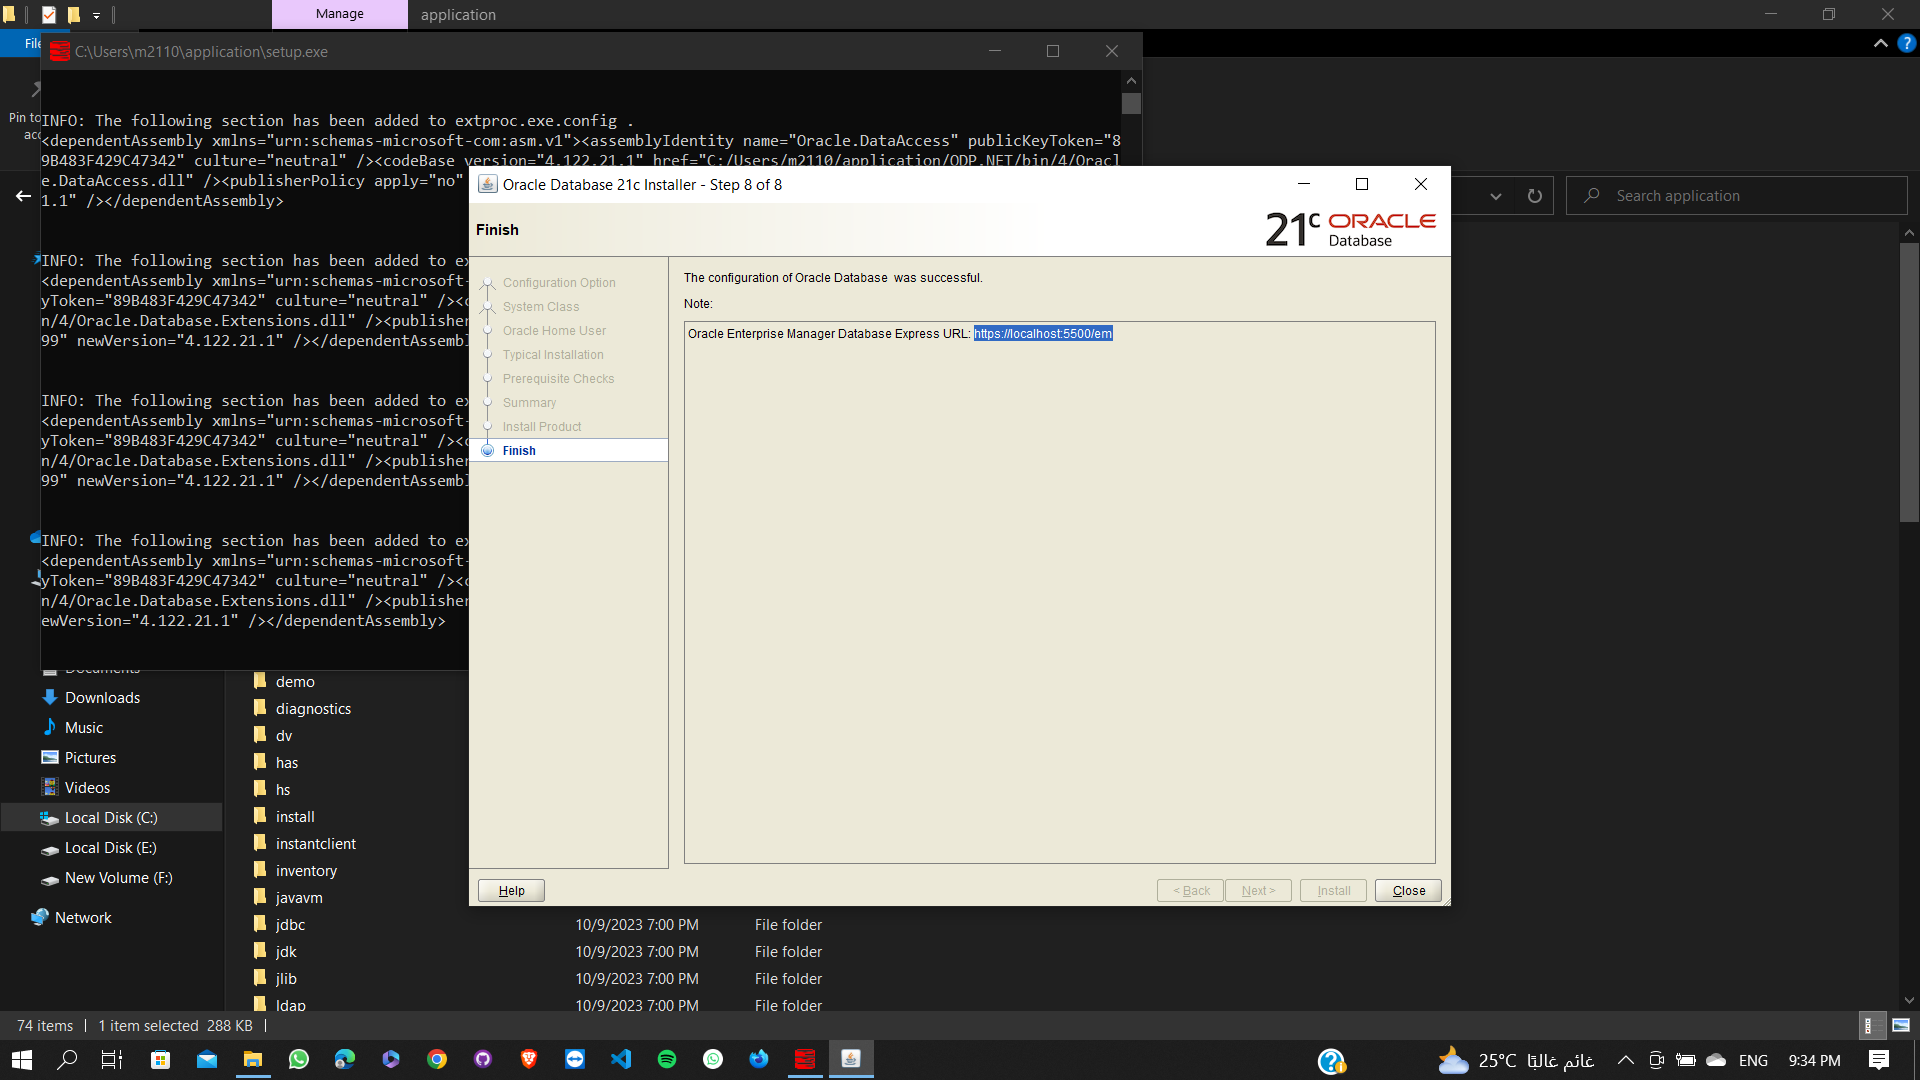 Manage
application
File
C:\Users\m2110\application\setup.exe
Pin to
INFO: The following section has been added to extproc.exe.config .
<dependentAssembly xmlns="urn:schemas-microsoft-com:asm.v1"><assemblyIdentity name="Oracle.DataAccess" publicKeyToken="8
9B483F429C47342" culture="neutral" /><codeBase version="4.122.21.1" href="C:/Users/m2110/application/ODP.NET/bin/4/Oracl
e.DataAccess.dll" /><publisherPolicy apply="no"
1.1" /></dependentAssembly>
INFO: The following section has been added to ex
<dependentAssembly xmlns="urn:schemas-microsoft-
yToken="89B483F429C47342" culture="neutral" /><c
n/4/Oracle.Database.Extensions.dll" /><publisher
99" newVersion="4.122.21.1" /></dependentAssembl
INFO: The following section has been added to ex
<dependentAssembly xmlns="urn:schemas-microsoft-
yToken="89B483F429C47342" culture="neutral" /><c
n/4/Oracle.Database.Extensions.dll" /><publisher
99" newVersion="4.122.21.1" /></dependentAssembl
INFO: The following section has been added to ex
<dependentAssembly xmlns="urn:schemas-microsoft-
yToken="89B483F429C47342" culture="neutral" /><c
n/4/Oracle.Database.Extensions.dll" /><publisher
ewVersion="4.122.21.1" /></dependentAssembly>
Search application
Oracle Database 21c Installer - Step 8 of 8
Finish
21c ORACLE
Database
Configuration Option
System Class
Oracle Home User
Typical Installation
Prerequisite Checks
Summary
Install Product
Finish
The configuration of Oracle Database was successful.
Note:
Oracle Enterprise Manager Database Express URL: https://localhost:5500/em
Help
< Back
Next >
Install
Close
Documents
Downloads
Music
Pictures
Videos
Local Disk (C:)
Local Disk (E:)
New Volume (F:)
Network
demo
diagnostics
dv
has
hs
install
instantclient
inventory
javavm
jdbc 10/9/2023 7:00 PM File folder
jdk 10/9/2023 7:00 PM File folder
jlib 10/9/2023 7:00 PM File folder
ldap 10/9/2023 7:00 PM File folder
74 items
1 item selected 288 KB
25°C غائم غالبًا
ENG
9:34 PM